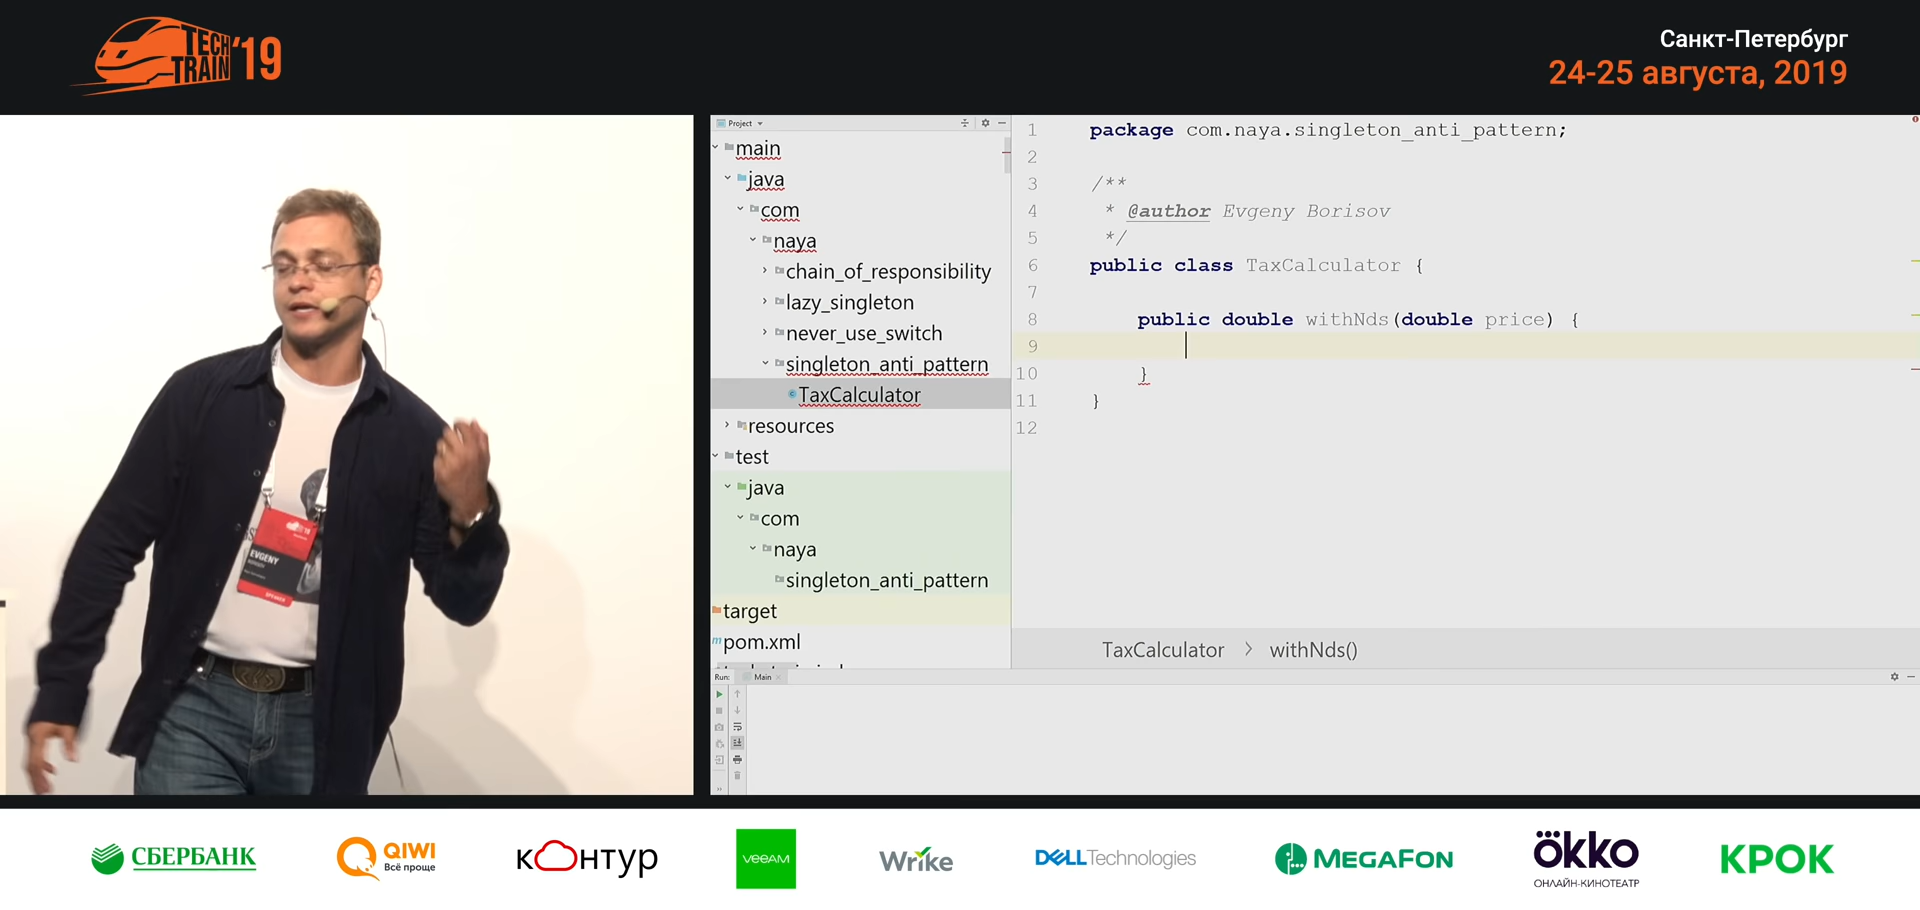 TECH
TRAIN
'19
Санкт-Петербург
24-25 августа, 2019
EVGENY
SPEAKER
Project
main
java
com
naya
chain_of_responsibility
lazy_singleton
never_use_switch
singleton_anti_pattern
TaxCalculator
resources
test
java
com
naya
singleton_anti_pattern
target
pom.xml
1 package com.naya.singleton_anti_pattern;
2
3 /**
4 * @author Evgeny Borisov
5 */
6 public class TaxCalculator {
7
8 public double withNds(double price) {
9
10 }
11 }
12
TaxCalculator > withNds()
Run: Main
СБЕРБАНК
QIWI
Всё проще
кОнтур
veeam
Wrike
DELL Technologies
MEGAFON
ökko
ОНЛАЙН-КИНОТЕАТР
КРОК